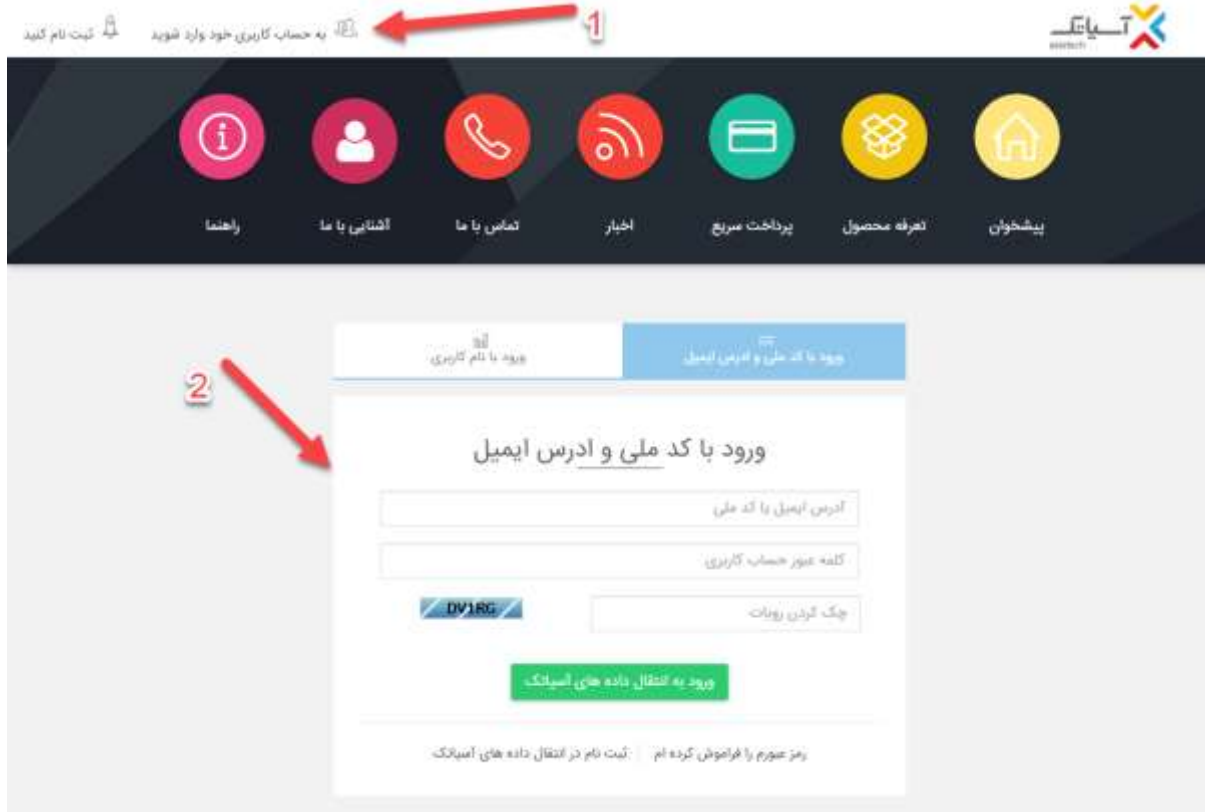 آسیاتک
asiatech
به حساب کاربری خود وارد شوید
ثبت نام کنید
1
پیشخوان
تعرفه محصول
پرداخت سریع
اخبار
تماس با ما
آشنایی با ما
راهنما
ورود با کد ملی و ادرس ایمیل
ورود با نام کاربری
2
ورود با کد ملی و ادرس ایمیل
آدرس ایمیل یا کد ملی
کلمه عبور حساب کاربری
چک کردن روبات
DV1RG
ورود به انتقال داده های آسیاتک
رمز عبورم را فراموش کرده ام
ثبت نام در انتقال داده های آسیاتک